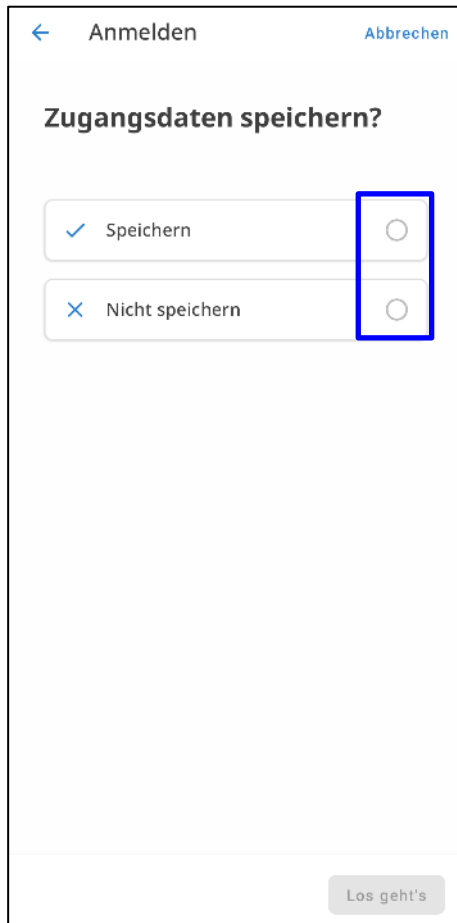 Anmelden Abbrechen
Zugangsdaten speichern?
Speichern
Nicht speichern
Los geht's